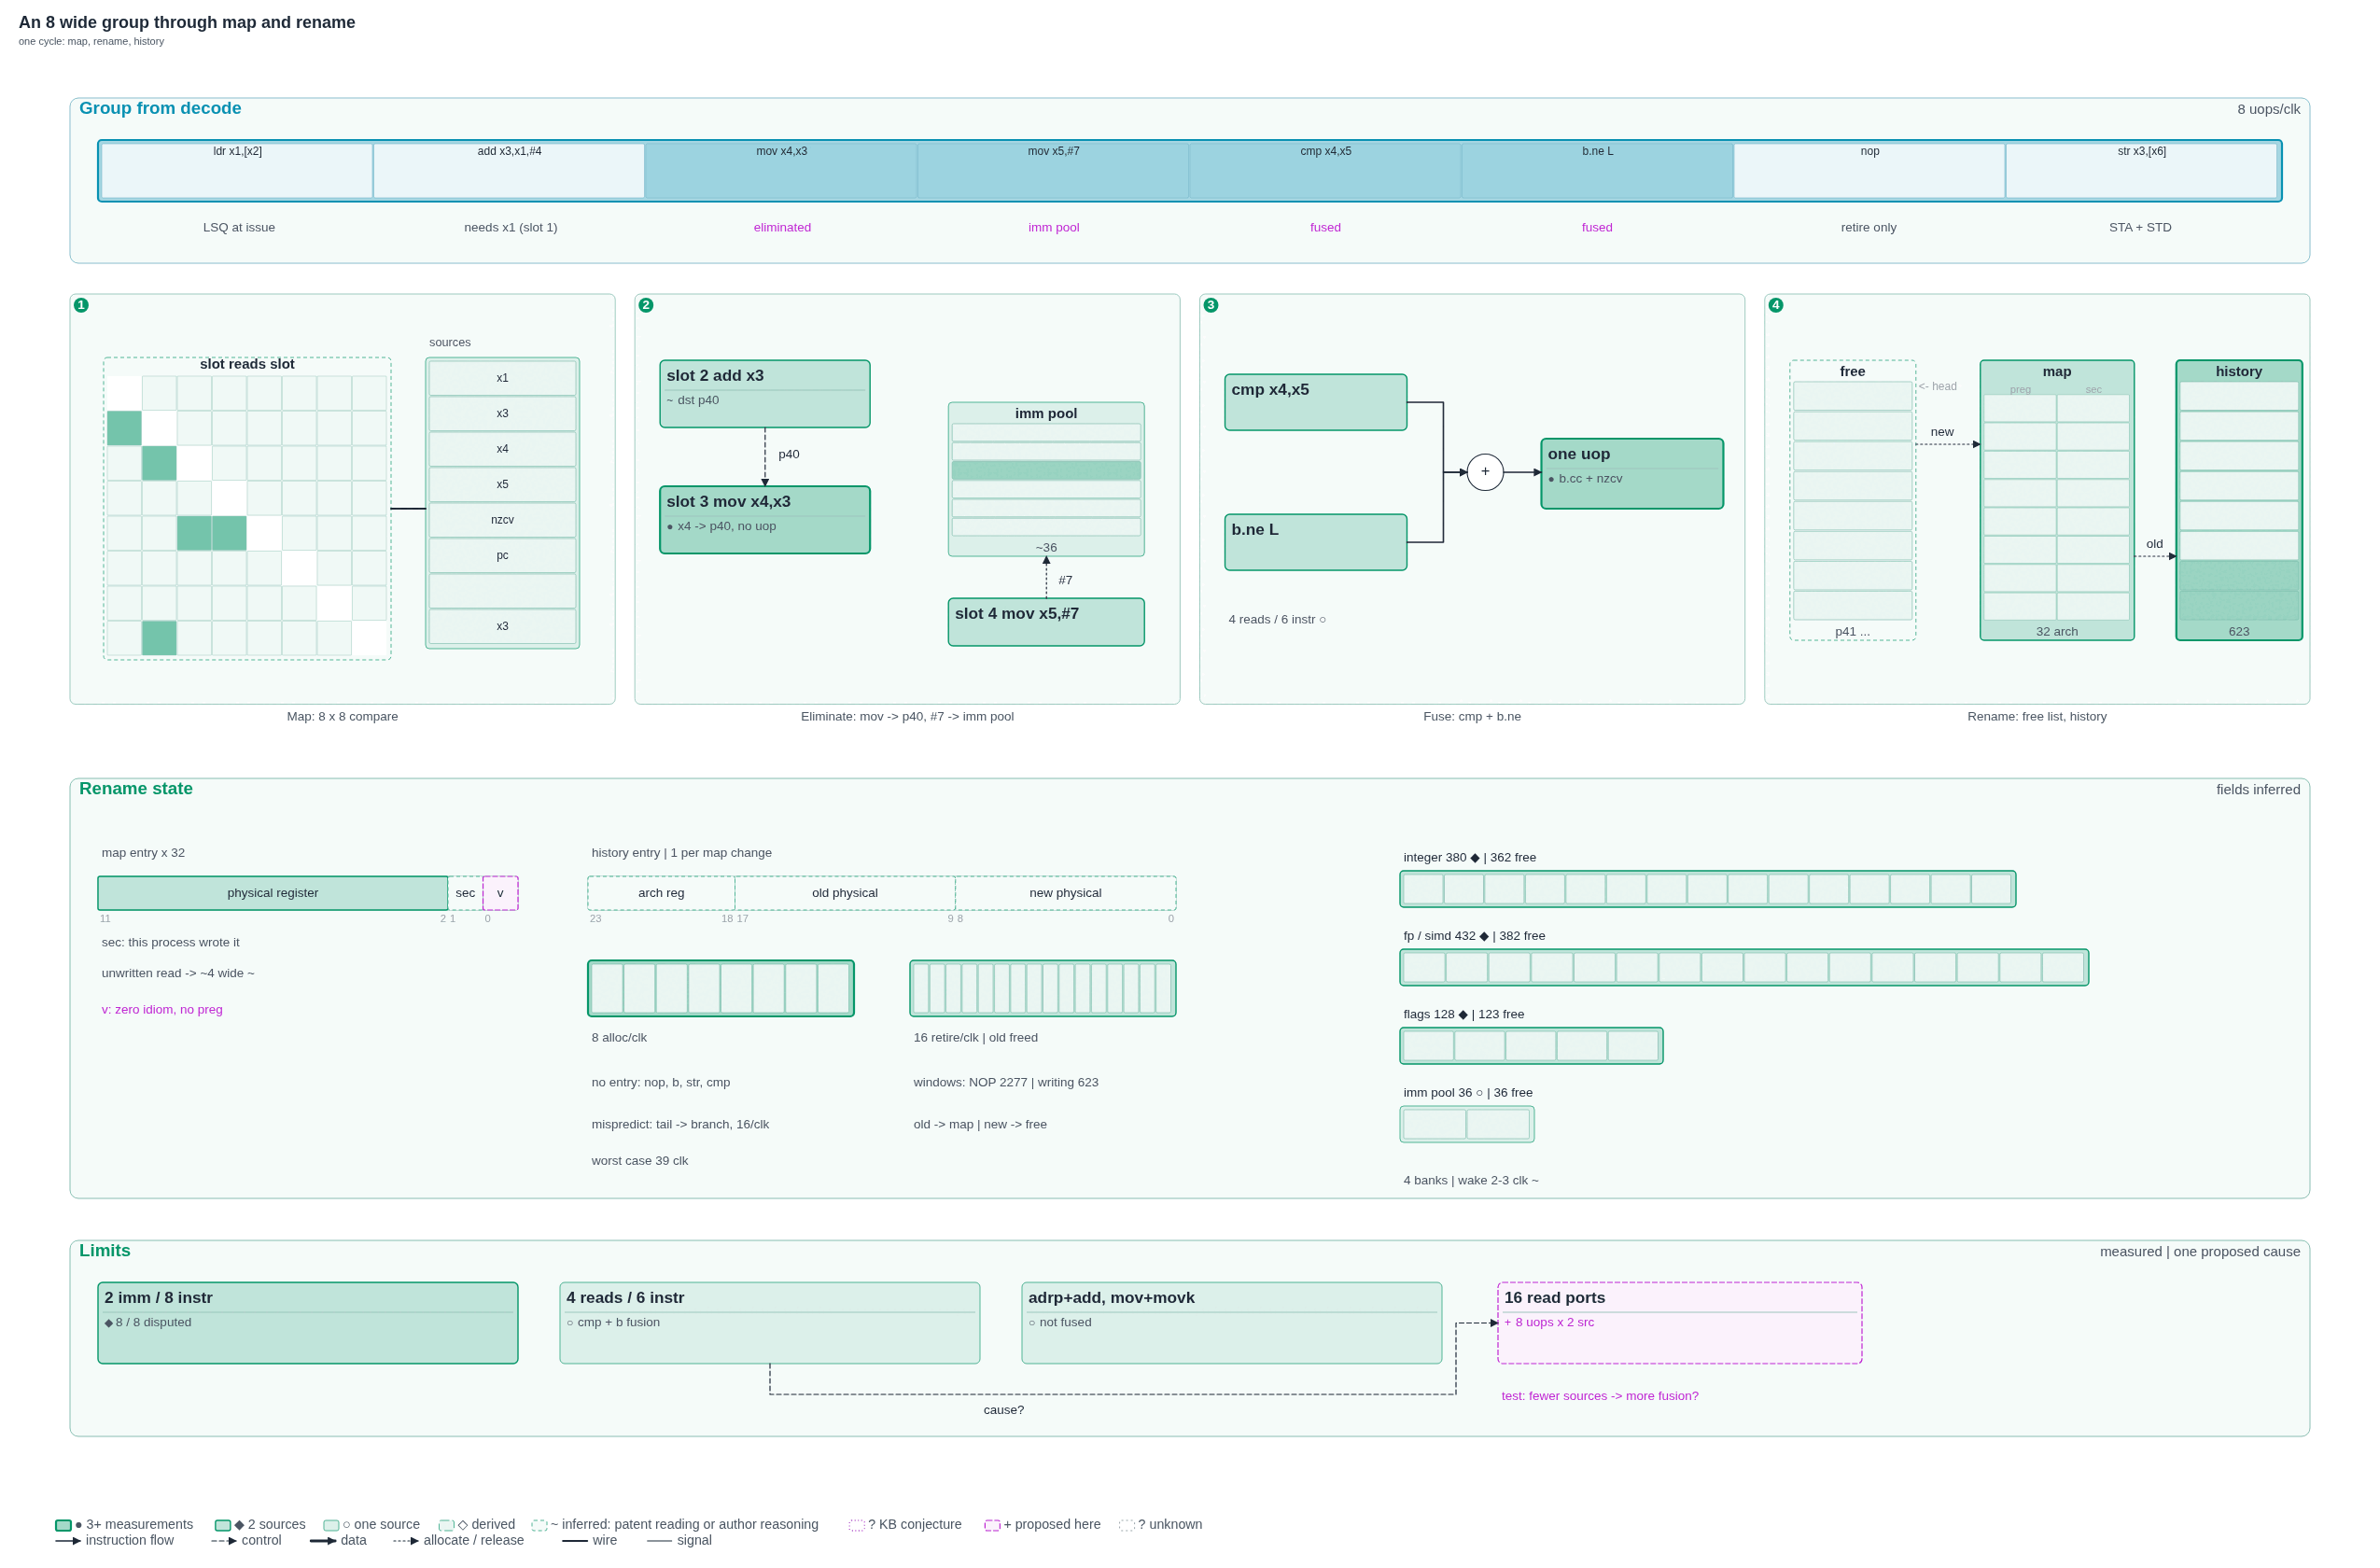 An 8 wide group through map and rename
one cycle: map, rename, history
Group from decode
8 uops/clk
ldr x1,[x2]
add x3,x1,#4
mov x4,x3
mov x5,#7
cmp x4,x5
b.ne L
nop
str x3,[x6]
LSQ at issue
needs x1 (slot 1)
eliminated
imm pool
fused
fused
retire only
STA + STD
1
slot reads slot
sources
x1
x3
x4
x5
nzcv
pc
x3
Map: 8 x 8 compare
2
slot 2 add x3
~ dst p40
p40
slot 3 mov x4,x3
● x4 -> p40, no uop
imm pool
~36
#7
slot 4 mov x5,#7
Eliminate: mov -> p40, #7 -> imm pool
3
cmp x4,x5
b.ne L
+
one uop
● b.cc + nzcv
4 reads / 6 instr ○
Fuse: cmp + b.ne
4
free
<- head
p41 ...
new
map
preg
sec
32 arch
old
history
623
Rename: free list, history
Rename state
fields inferred
map entry x 32
physical register
sec
v
11
2 1
0
sec: this process wrote it
unwritten read -> ~4 wide ~
v: zero idiom, no preg
history entry | 1 per map change
arch reg
old physical
new physical
23
18 17
9 8
0
8 alloc/clk
16 retire/clk | old freed
no entry: nop, b, str, cmp
windows: NOP 2277 | writing 623
mispredict: tail -> branch, 16/clk
old -> map | new -> free
worst case 39 clk
integer 380 ◆ | 362 free
fp / simd 432 ◆ | 382 free
flags 128 ◆ | 123 free
imm pool 36 ○ | 36 free
4 banks | wake 2-3 clk ~
Limits
measured | one proposed cause
2 imm / 8 instr
◆ 8 / 8 disputed
4 reads / 6 instr
○ cmp + b fusion
adrp+add, mov+movk
○ not fused
16 read ports
+ 8 uops x 2 src
cause?
test: fewer sources -> more fusion?
● 3+ measurements
◆ 2 sources
○ one source
◇ derived
~ inferred: patent reading or author reasoning
? KB conjecture
+ proposed here
? unknown
instruction flow
control
data
allocate / release
wire
signal